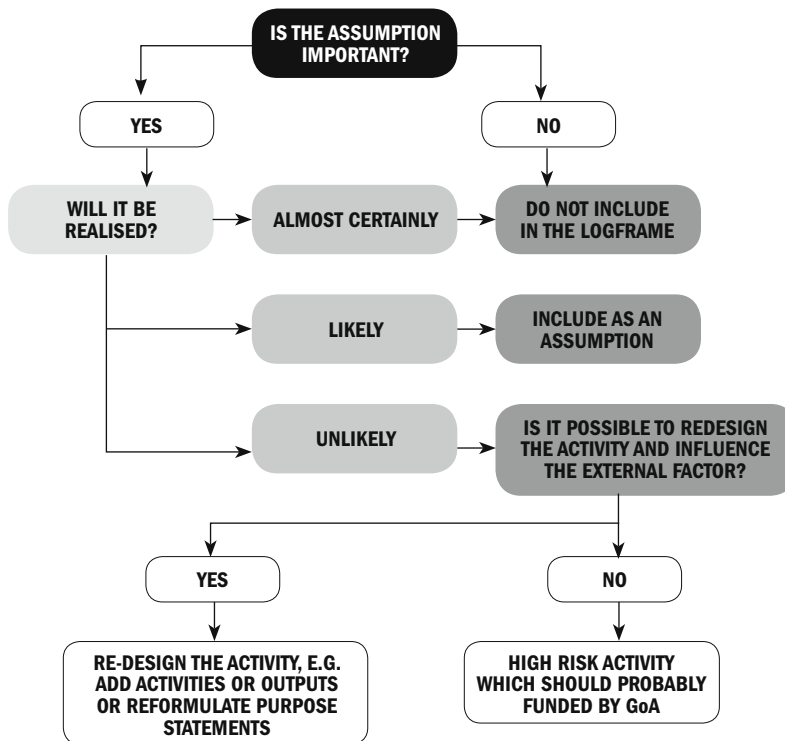 IS THE ASSUMPTION
IMPORTANT?
YES
NO
WILL IT BE
REALISED?
ALMOST CERTAINLY
DO NOT INCLUDE
IN THE LOGFRAME
LIKELY
INCLUDE AS AN
ASSUMPTION
UNLIKELY
IS IT POSSIBLE TO REDESIGN
THE ACTIVITY AND INFLUENCE
THE EXTERNAL FACTOR?
YES
NO
RE-DESIGN THE ACTIVITY, E.G.
ADD ACTIVITIES OR OUTPUTS
OR REFORMULATE PURPOSE
STATEMENTS
HIGH RISK ACTIVITY
WHICH SHOULD PROBABLY
FUNDED BY GoA